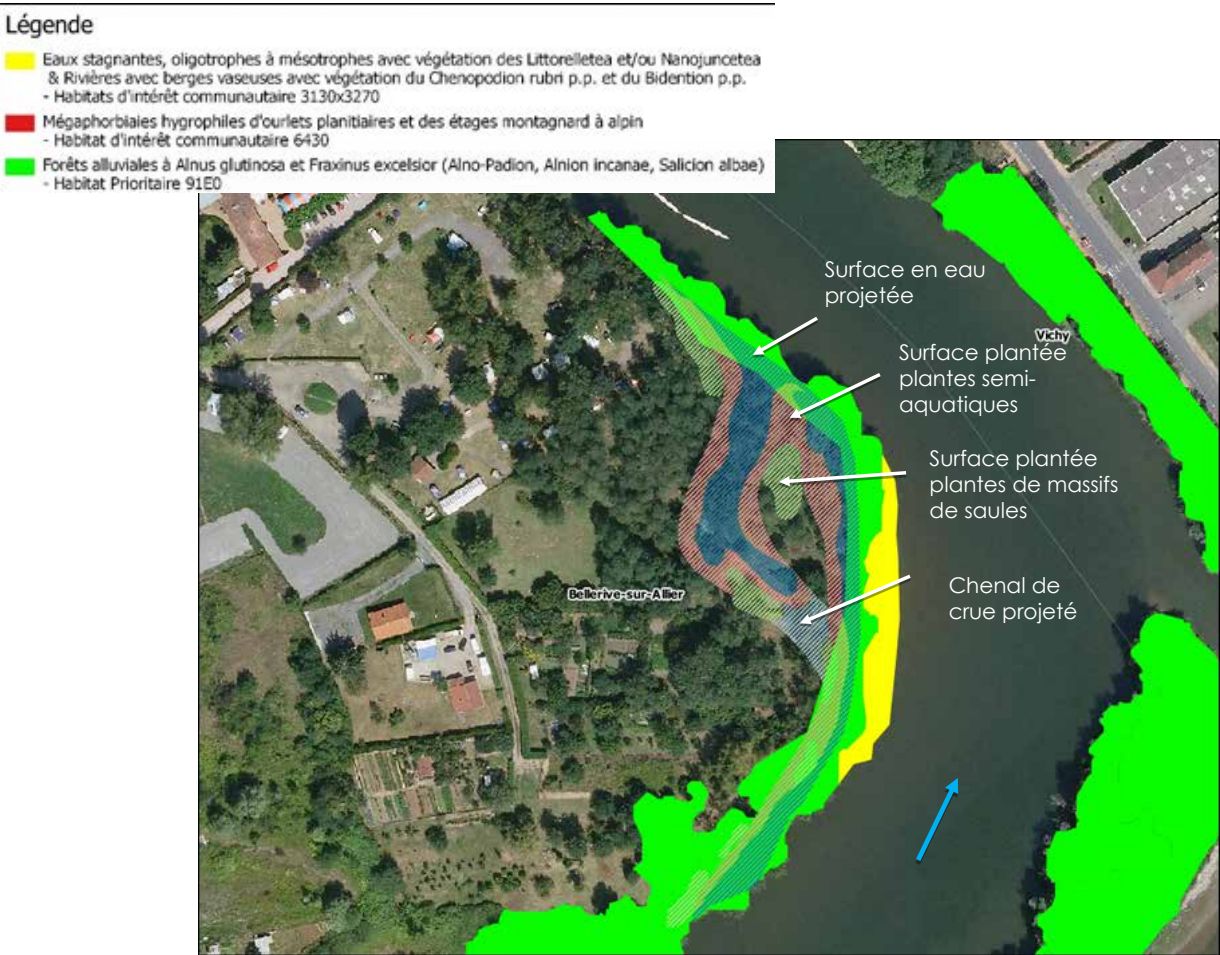 Légende
Eaux stagnantes, oligotrophes à mésotrophes avec végétation des Littorelletea et/ou Nanojuncetea
& Rivières avec berges vaseuses avec végétation du Chenopodion rubri p.p. et du Bidention p.p.
- Habitats d'intérêt communautaire 3130x3270
Mégaphorbiaies hygrophiles d'ourlets planitiaires et des étages montagnard à alpin
- Habitat d'intérêt communautaire 6430
Forêts alluviales à Alnus glutinosa et Fraxinus excelsior (Alno-Padion, Alnion incanae, Salicion albae)
- Habitat Prioritaire 91E0
Surface en eau
projetée
Vichy
Surface plantée
plantes semi-
aquatiques
Surface plantée
plantes de massifs
de saules
Chenal de
crue projeté
Bellerive-sur-Allier